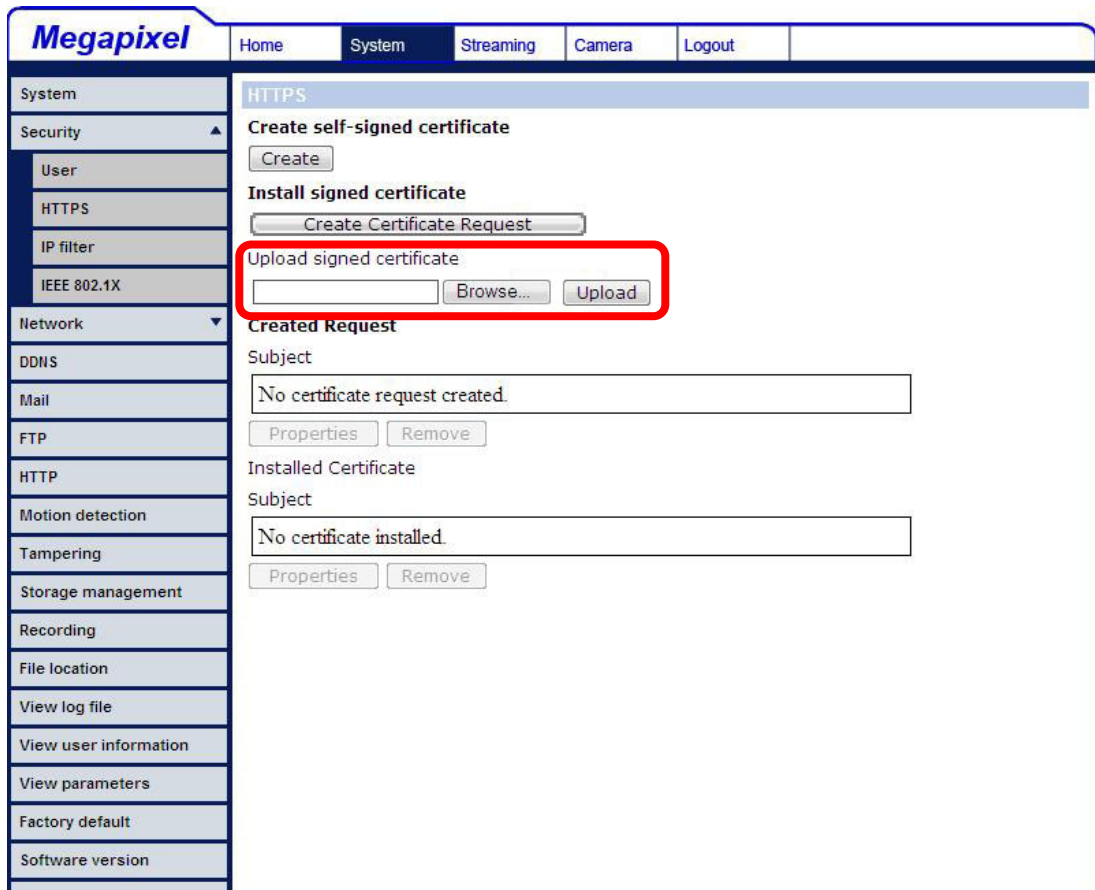 Megapixel
Home System Streaming Camera Logout
System
Security
User
HTTPS
IP filter
IEEE 802.1X
Network
DDNS
Mail
FTP
HTTP
Motion detection
Tampering
Storage management
Recording
File location
View log file
View user information
View parameters
Factory default
Software version
HTTPS
Create self-signed certificate
Create
Install signed certificate
Create Certificate Request
Upload signed certificate
Browse... Upload
Created Request
Subject
No certificate request created.
Properties Remove
Installed Certificate
Subject
No certificate installed.
Properties Remove